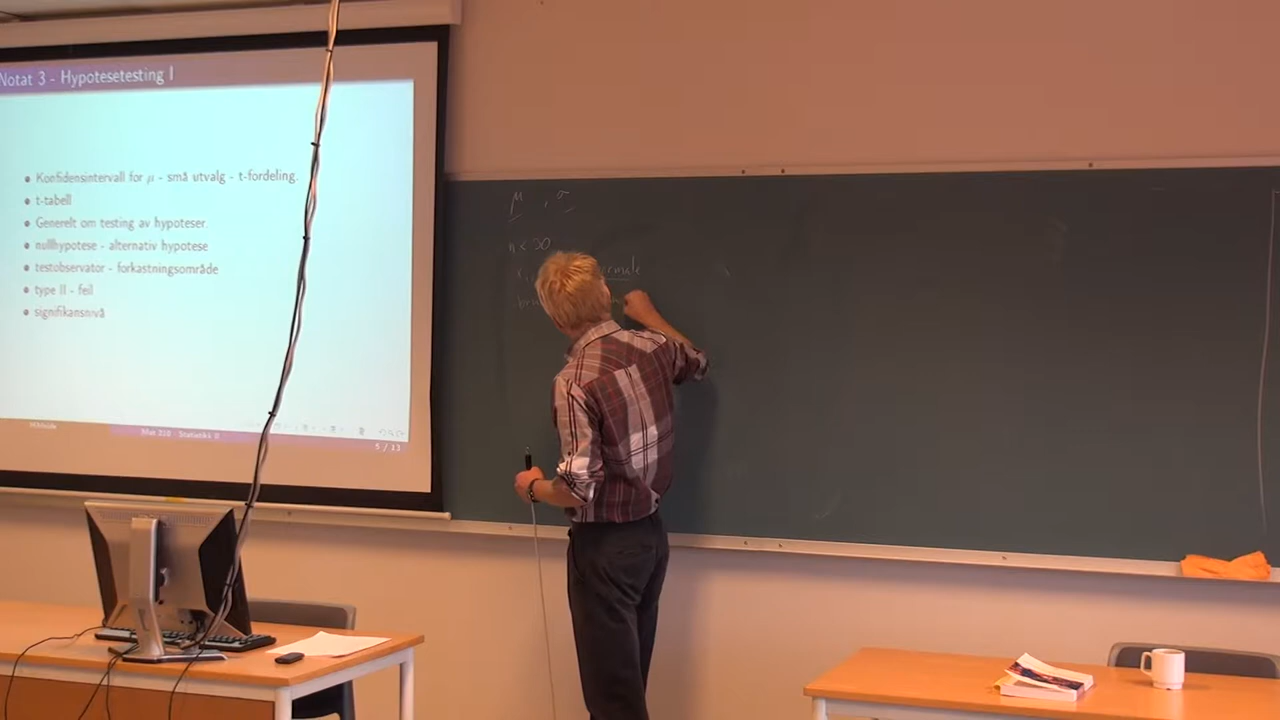 Notat 3 - Hypotesetesting I
Konfidensintervall for μ - små utvalg - t-fordeling.
t-tabell
Generelt om testing av hypoteser.
nullhypotese - alternativ hypotese
testobservator - forkastningsområde
type II - feil
signifikansnivå
Mat 210 - Statistikk II
5 / 13
μ , σ
n < 30